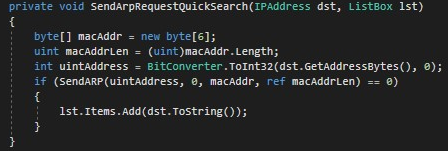 private void SendArpRequestQuickSearch(IPAddress dst, ListBox lst)
{
byte[] macAddr = new byte[6];
uint macAddrLen = (uint)macAddr.Length;
int uintAddress = BitConverter.ToInt32(dst.GetAddressBytes(), 0);
if (SendARP(uintAddress, 0, macAddr, ref macAddrLen) == 0)
{
lst.Items.Add(dst.ToString());
}
}